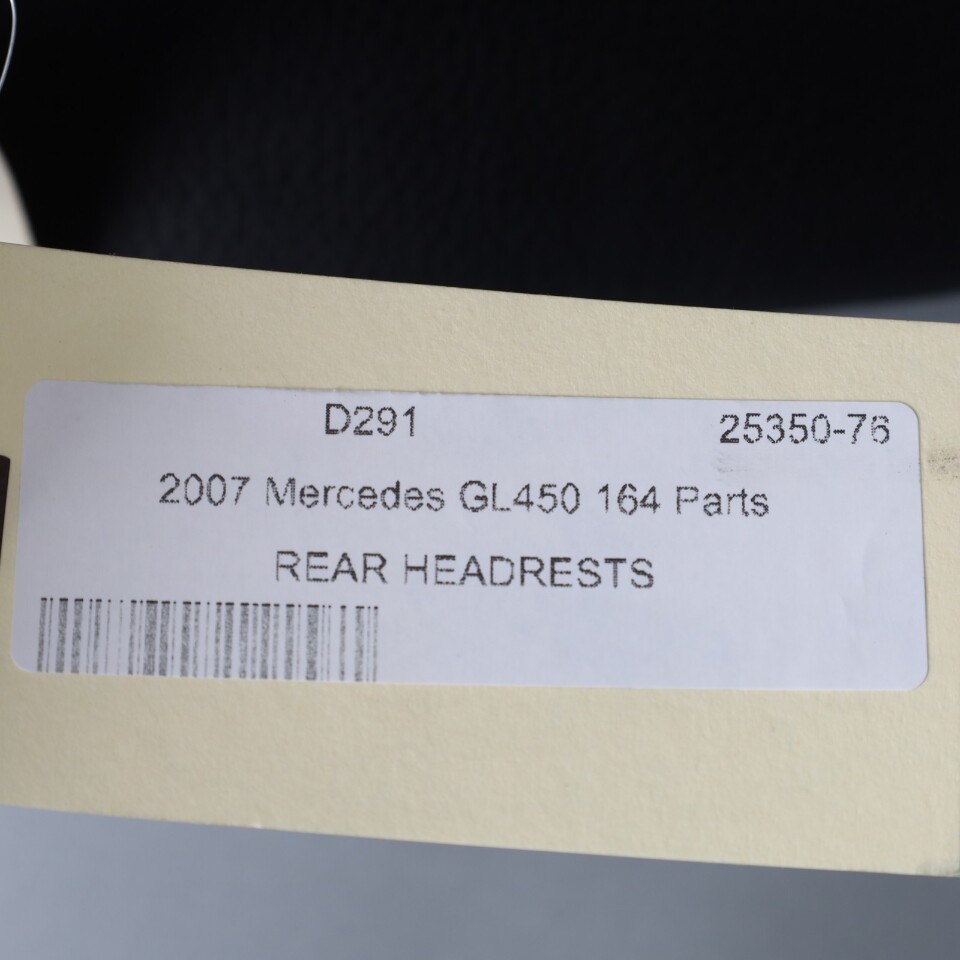 D291 25350-76
2007 Mercedes GL450 164 Parts
REAR HEADRESTS